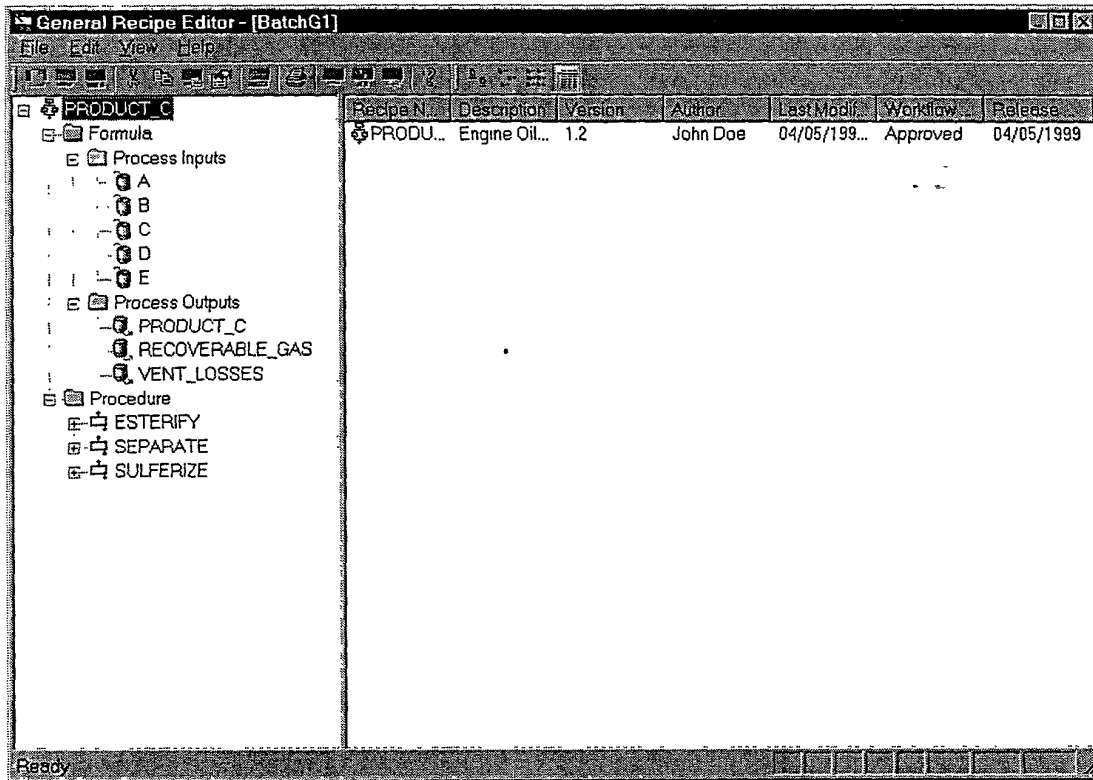 General Recipe Editor - [BatchG1]
File Edit View Help
PRODUCT_C
Formula
Process Inputs
A
B
C
D
E
Process Outputs
PRODUCT_C
RECOVERABLE_GAS
VENT_LOSSES
Procedure
ESTERIFY
SEPARATE
SULFERIZE
Recipe N... Description Version Author Last Modif... Workflow... Release...
PRODU... Engine Oil... 1.2 John Doe 04/05/199... Approved 04/05/1999
Ready